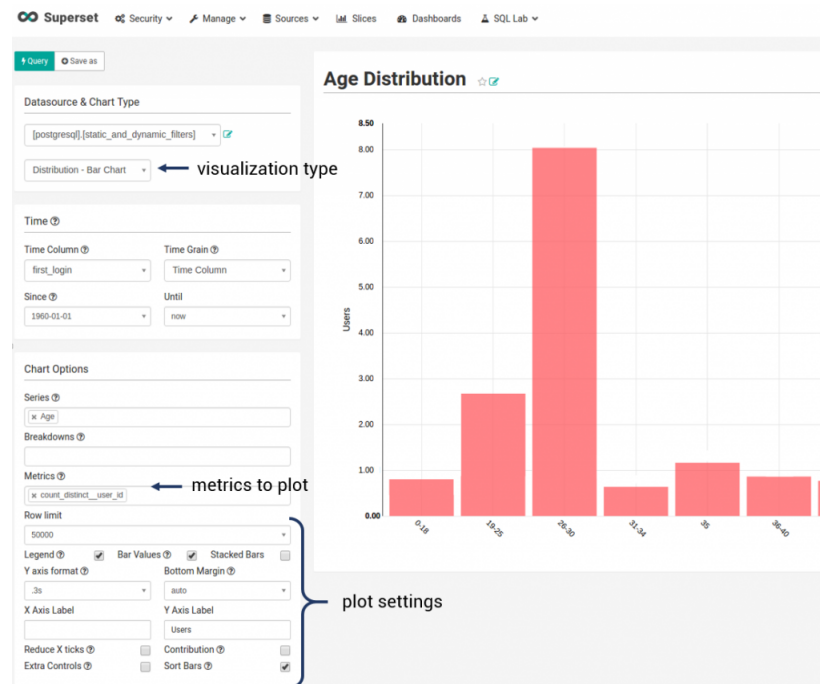 Superset Security Manage Sources Slices Dashboards SQL Lab
Query Save as
Datasource & Chart Type
[postgresql].[static_and_dynamic_filters]
Distribution - Bar Chart
visualization type
Time
Time Column Time Grain
first_login Time Column
Since Until
1960-01-01 now
Chart Options
Series
× Age
Breakdowns
Metrics
× count_distinct__user_id
metrics to plot
Row limit
50000
Legend Bar Values Stacked Bars
Y axis format Bottom Margin
.3s auto
X Axis Label Y Axis Label
Users
Reduce X ticks Contribution
Extra Controls Sort Bars
plot settings
Age Distribution
8.50
8.00
7.00
6.00
5.00
4.00
3.00
2.00
1.00
0.00
Users
0-18 19-25 26-30 31-34 35 36-40